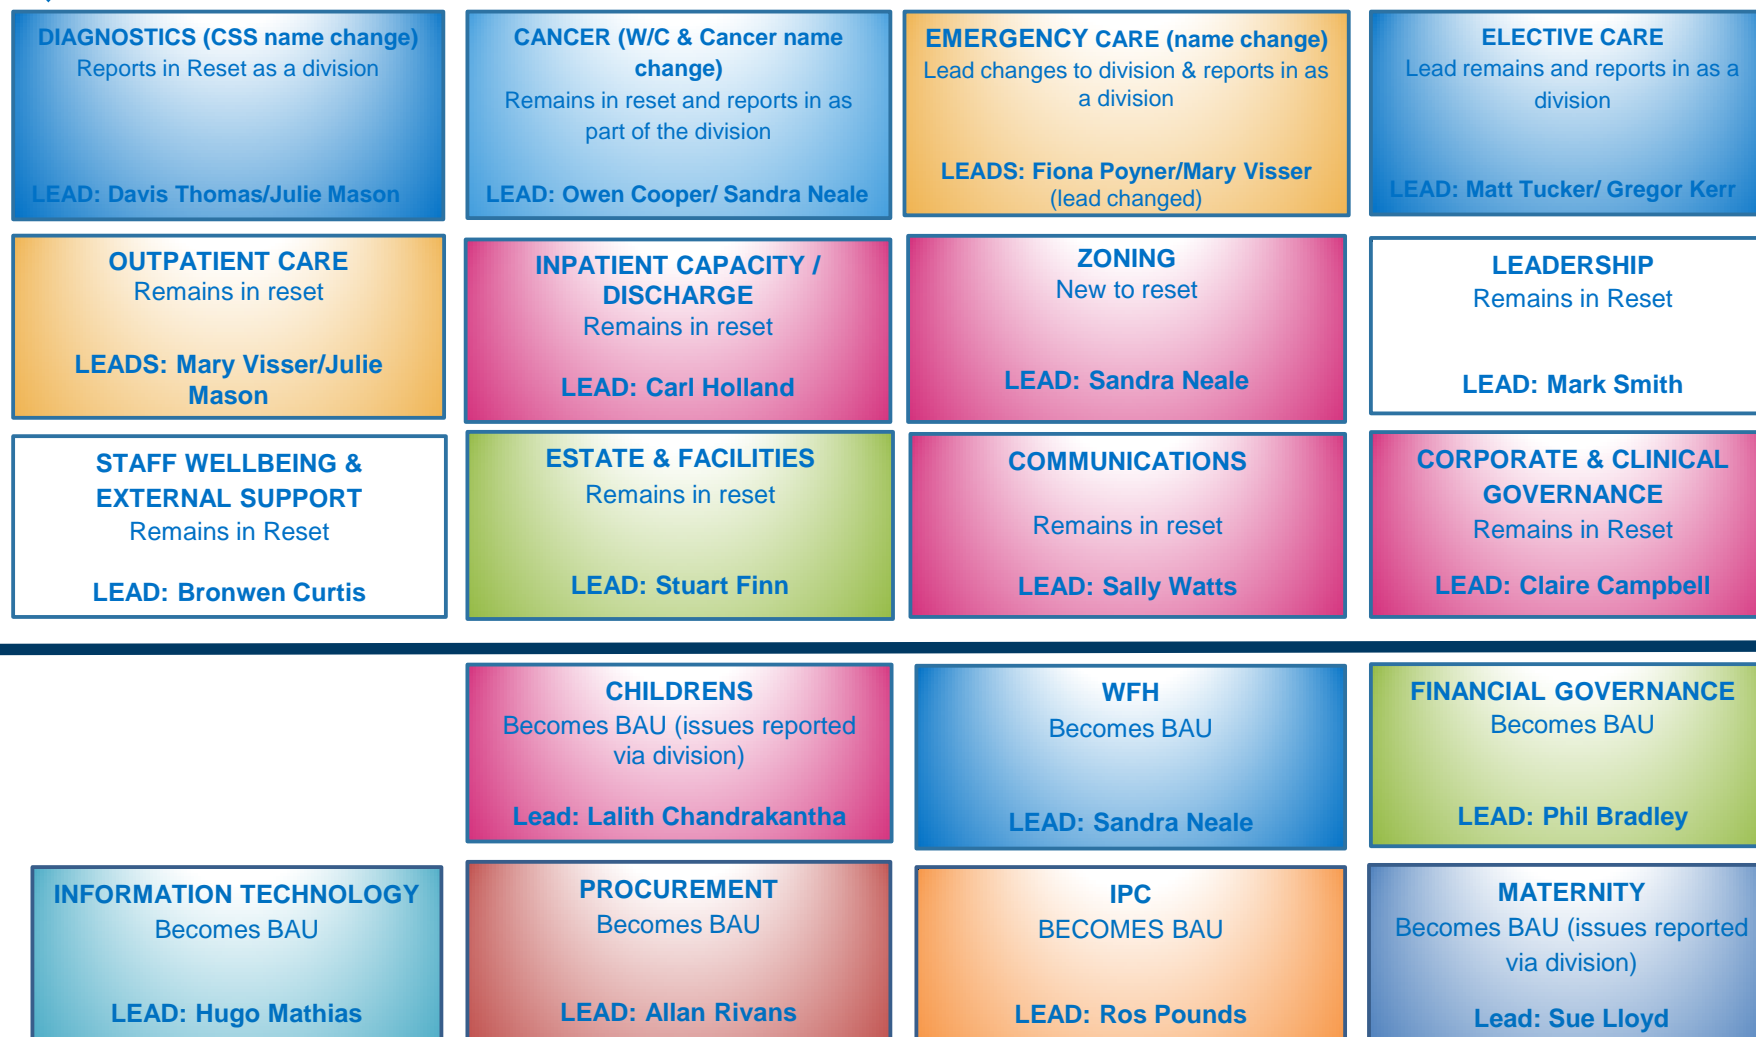 DIAGNOSTICS (CSS name change)
Reports in Reset as a division
LEAD: Davis Thomas/Julie Mason
CANCER (W/C & Cancer name
change)
Remains in reset and reports in as
part of the division
LEAD: Owen Cooper/ Sandra Neale
EMERGENCY CARE (name change)
Lead changes to division & reports in as
a division
LEADS: Fiona Poyner/Mary Visser
(lead changed)
ELECTIVE CARE
Lead remains and reports in as a
division
LEAD: Matt Tucker/ Gregor Kerr
OUTPATIENT CARE
Remains in reset
LEADS: Mary Visser/Julie
Mason
INPATIENT CAPACITY /
DISCHARGE
Remains in reset
LEAD: Carl Holland
ZONING
New to reset
LEAD: Sandra Neale
LEADERSHIP
Remains in Reset
LEAD: Mark Smith
STAFF WELLBEING &
EXTERNAL SUPPORT
Remains in Reset
LEAD: Bronwen Curtis
ESTATE & FACILITIES
Remains in reset
LEAD: Stuart Finn
COMMUNICATIONS
Remains in reset
LEAD: Sally Watts
CORPORATE & CLINICAL
GOVERNANCE
Remains in Reset
LEAD: Claire Campbell
CHILDRENS
Becomes BAU (issues reported
via division)
Lead: Lalith Chandrakantha
WFH
Becomes BAU
LEAD: Sandra Neale
FINANCIAL GOVERNANCE
Becomes BAU
LEAD: Phil Bradley
INFORMATION TECHNOLOGY
Becomes BAU
LEAD: Hugo Mathias
PROCUREMENT
Becomes BAU
LEAD: Allan Rivans
IPC
BECOMES BAU
LEAD: Ros Pounds
MATERNITY
Becomes BAU (issues reported
via division)
Lead: Sue Lloyd